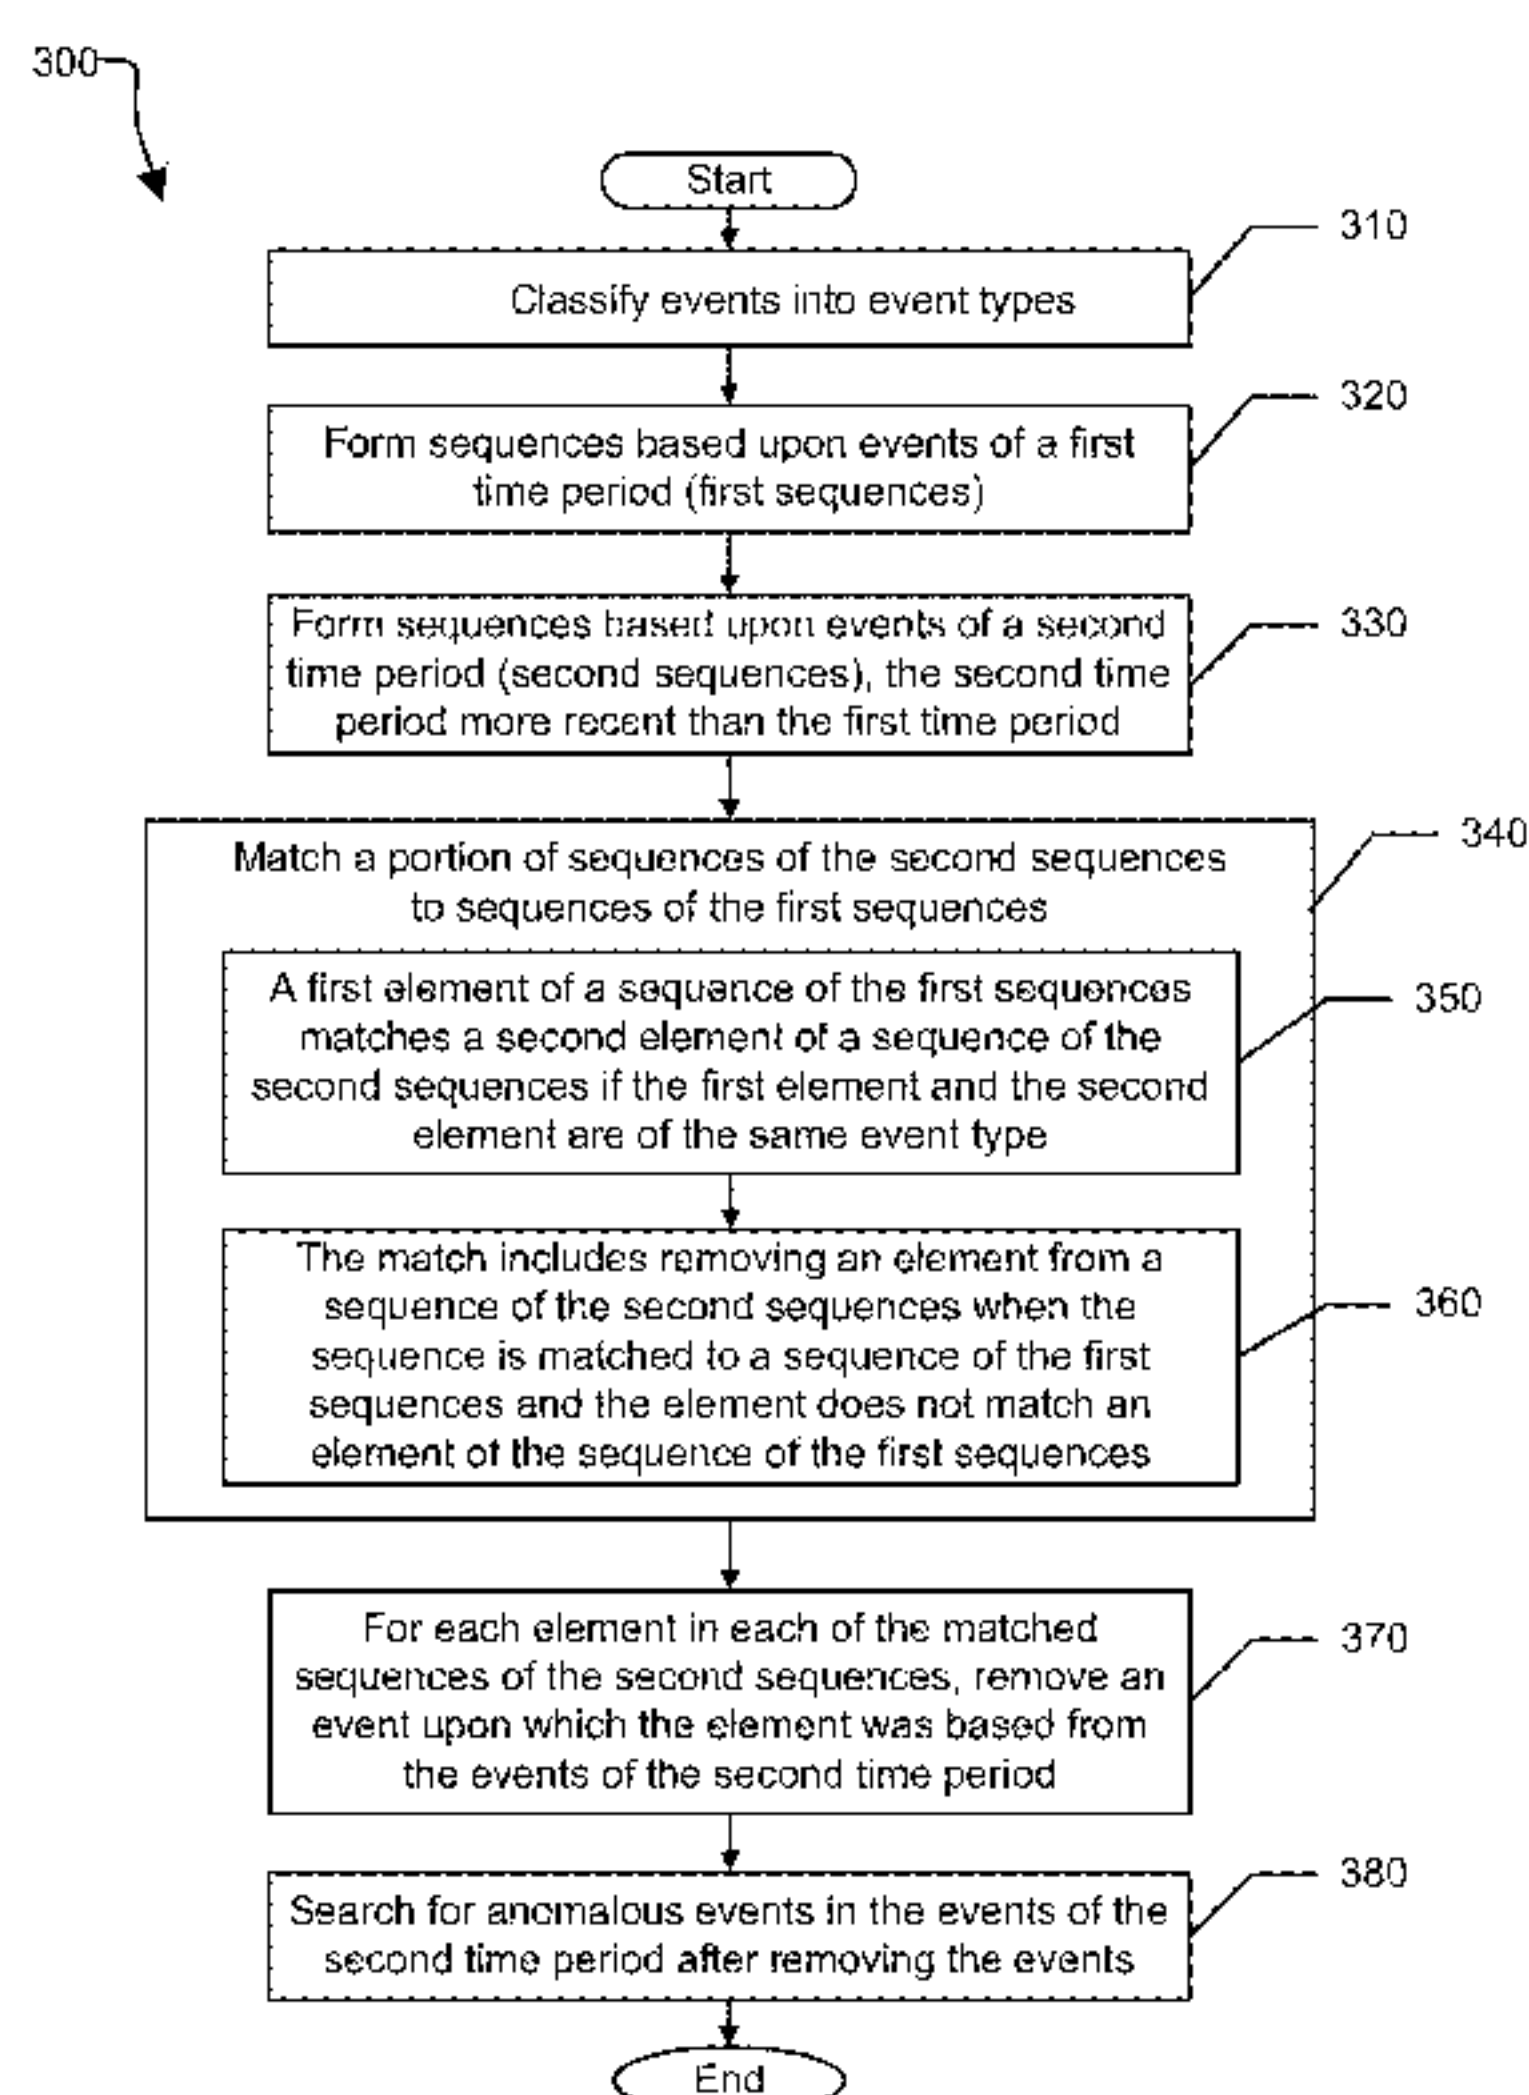 300
Start
310
Classify events into event types
320
Form sequences based upon events of a first
time period (first sequences)
330
Form sequences based upon events of a second
time period (second sequences), the second time
period more recent than the first time period
340
Match a portion of sequences of the second sequences
to sequences of the first sequences
350
A first element of a sequence of the first sequences
matches a second element of a sequence of the
second sequences if the first element and the second
element are of the same event type
360
The match includes removing an element from a
sequence of the second sequences when the
sequence is matched to a sequence of the first
sequences and the element does not match an
element of the sequence of the first sequences
370
For each element in each of the matched
sequences of the second sequences, remove an
event upon which the element was based from
the events of the second time period
380
Search for anomalous events in the events of the
second time period after removing the events
End